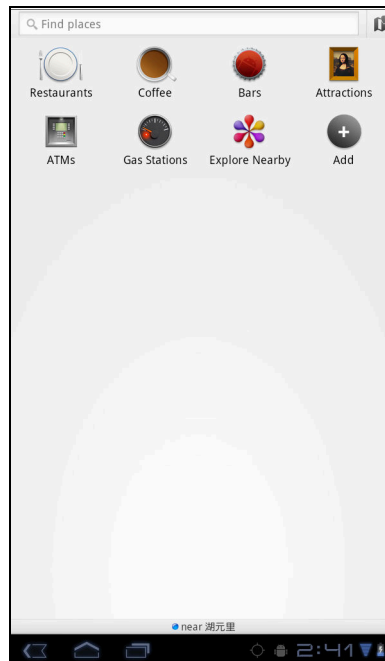 Find places
Restaurants Coffee Bars Attractions
ATMs Gas Stations Explore Nearby Add
near 湖元里
2:41